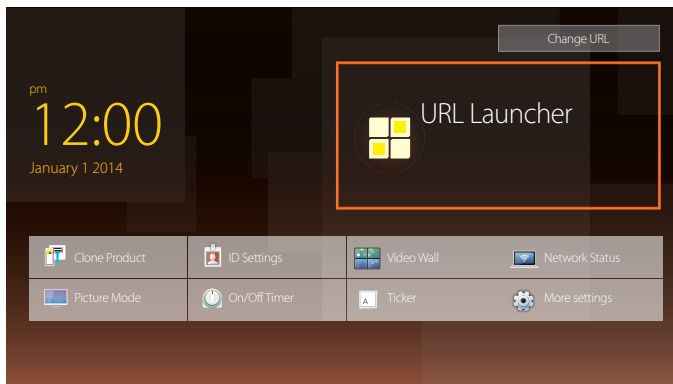 Change URL
pm
12:00
January 1 2014
URL Launcher
Clone Product
ID Settings
Video Wall
Network Status
Picture Mode
On/Off Timer
A
Ticker
More settings